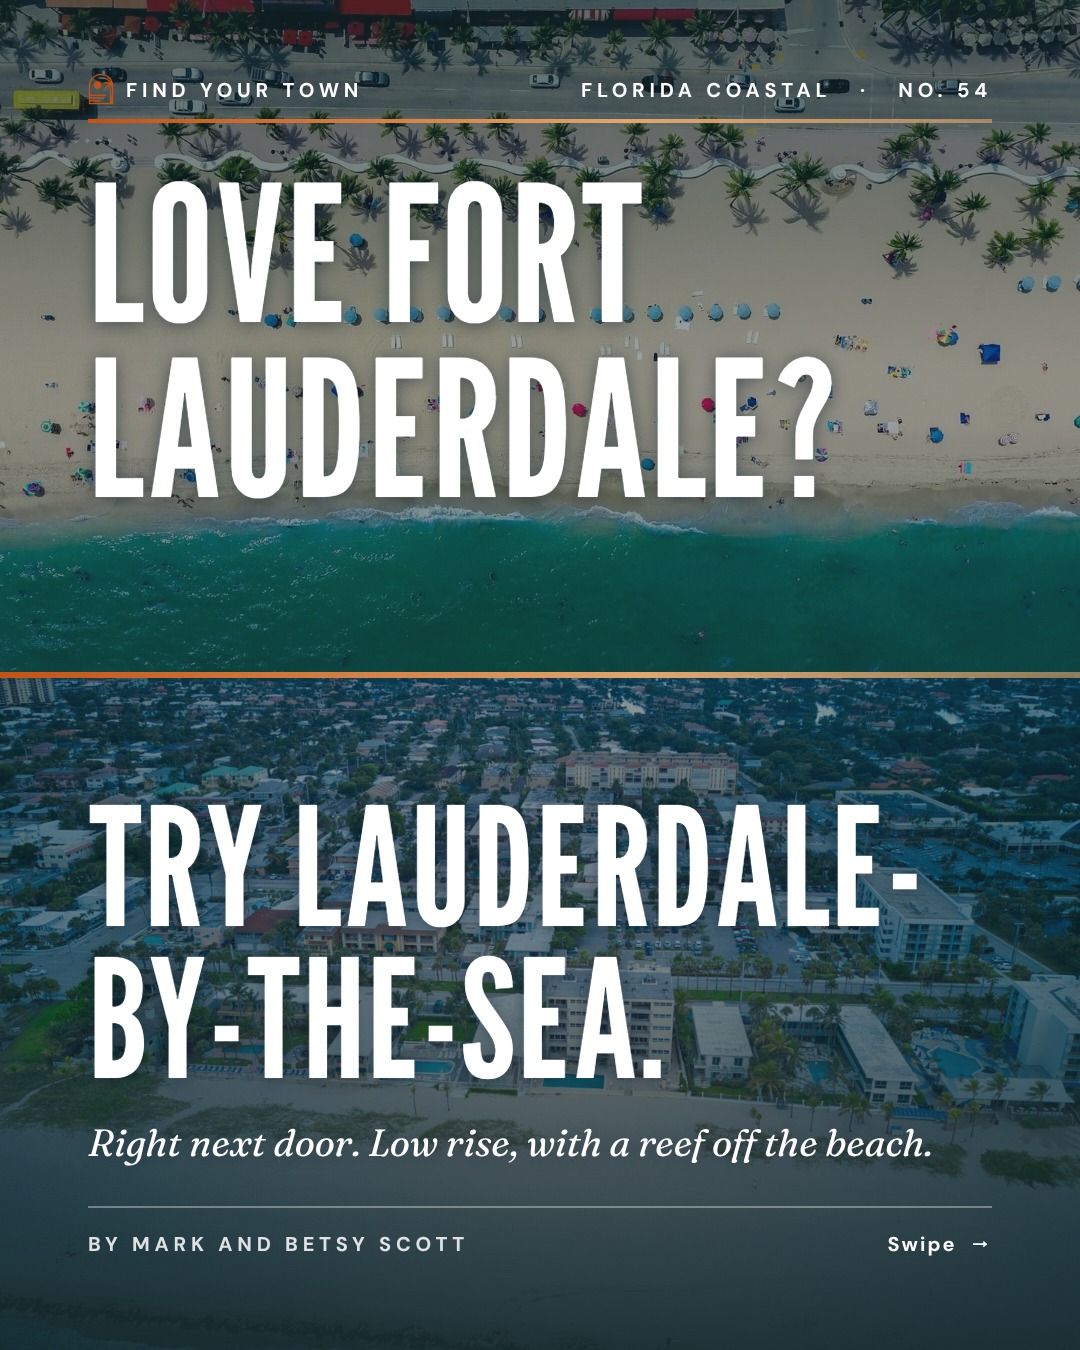 FIND YOUR TOWN
FLORIDA COASTAL · NO. 54
LOVE FORT
LAUDERDALE?
TRY LAUDERDALE-
BY-THE-SEA.
Right next door. Low rise, with a reef off the beach.
BY MARK AND BETSY SCOTT
Swipe →